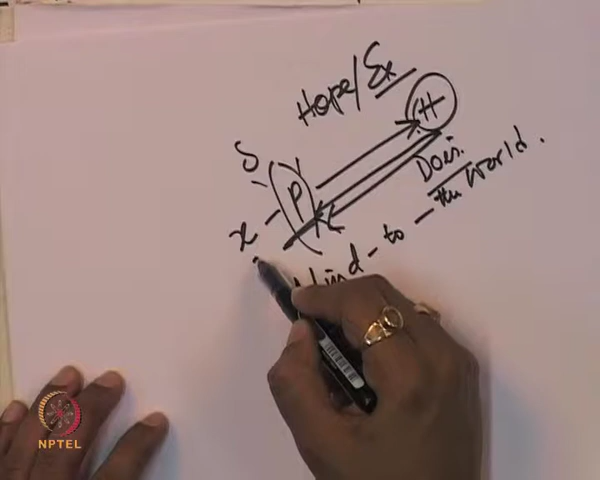 Hope/Ex
H
S
P
Does.
x
Mind-to-the World.
NPTEL